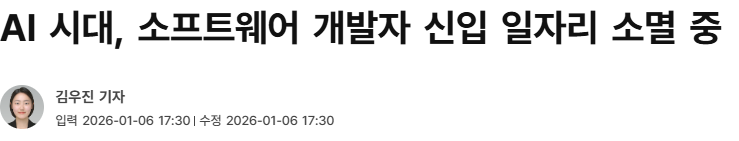 AI 시대, 소프트웨어 개발자 신입 일자리 소멸 중
김우진 기자
입력 2026-01-06 17:30 | 수정 2026-01-06 17:30